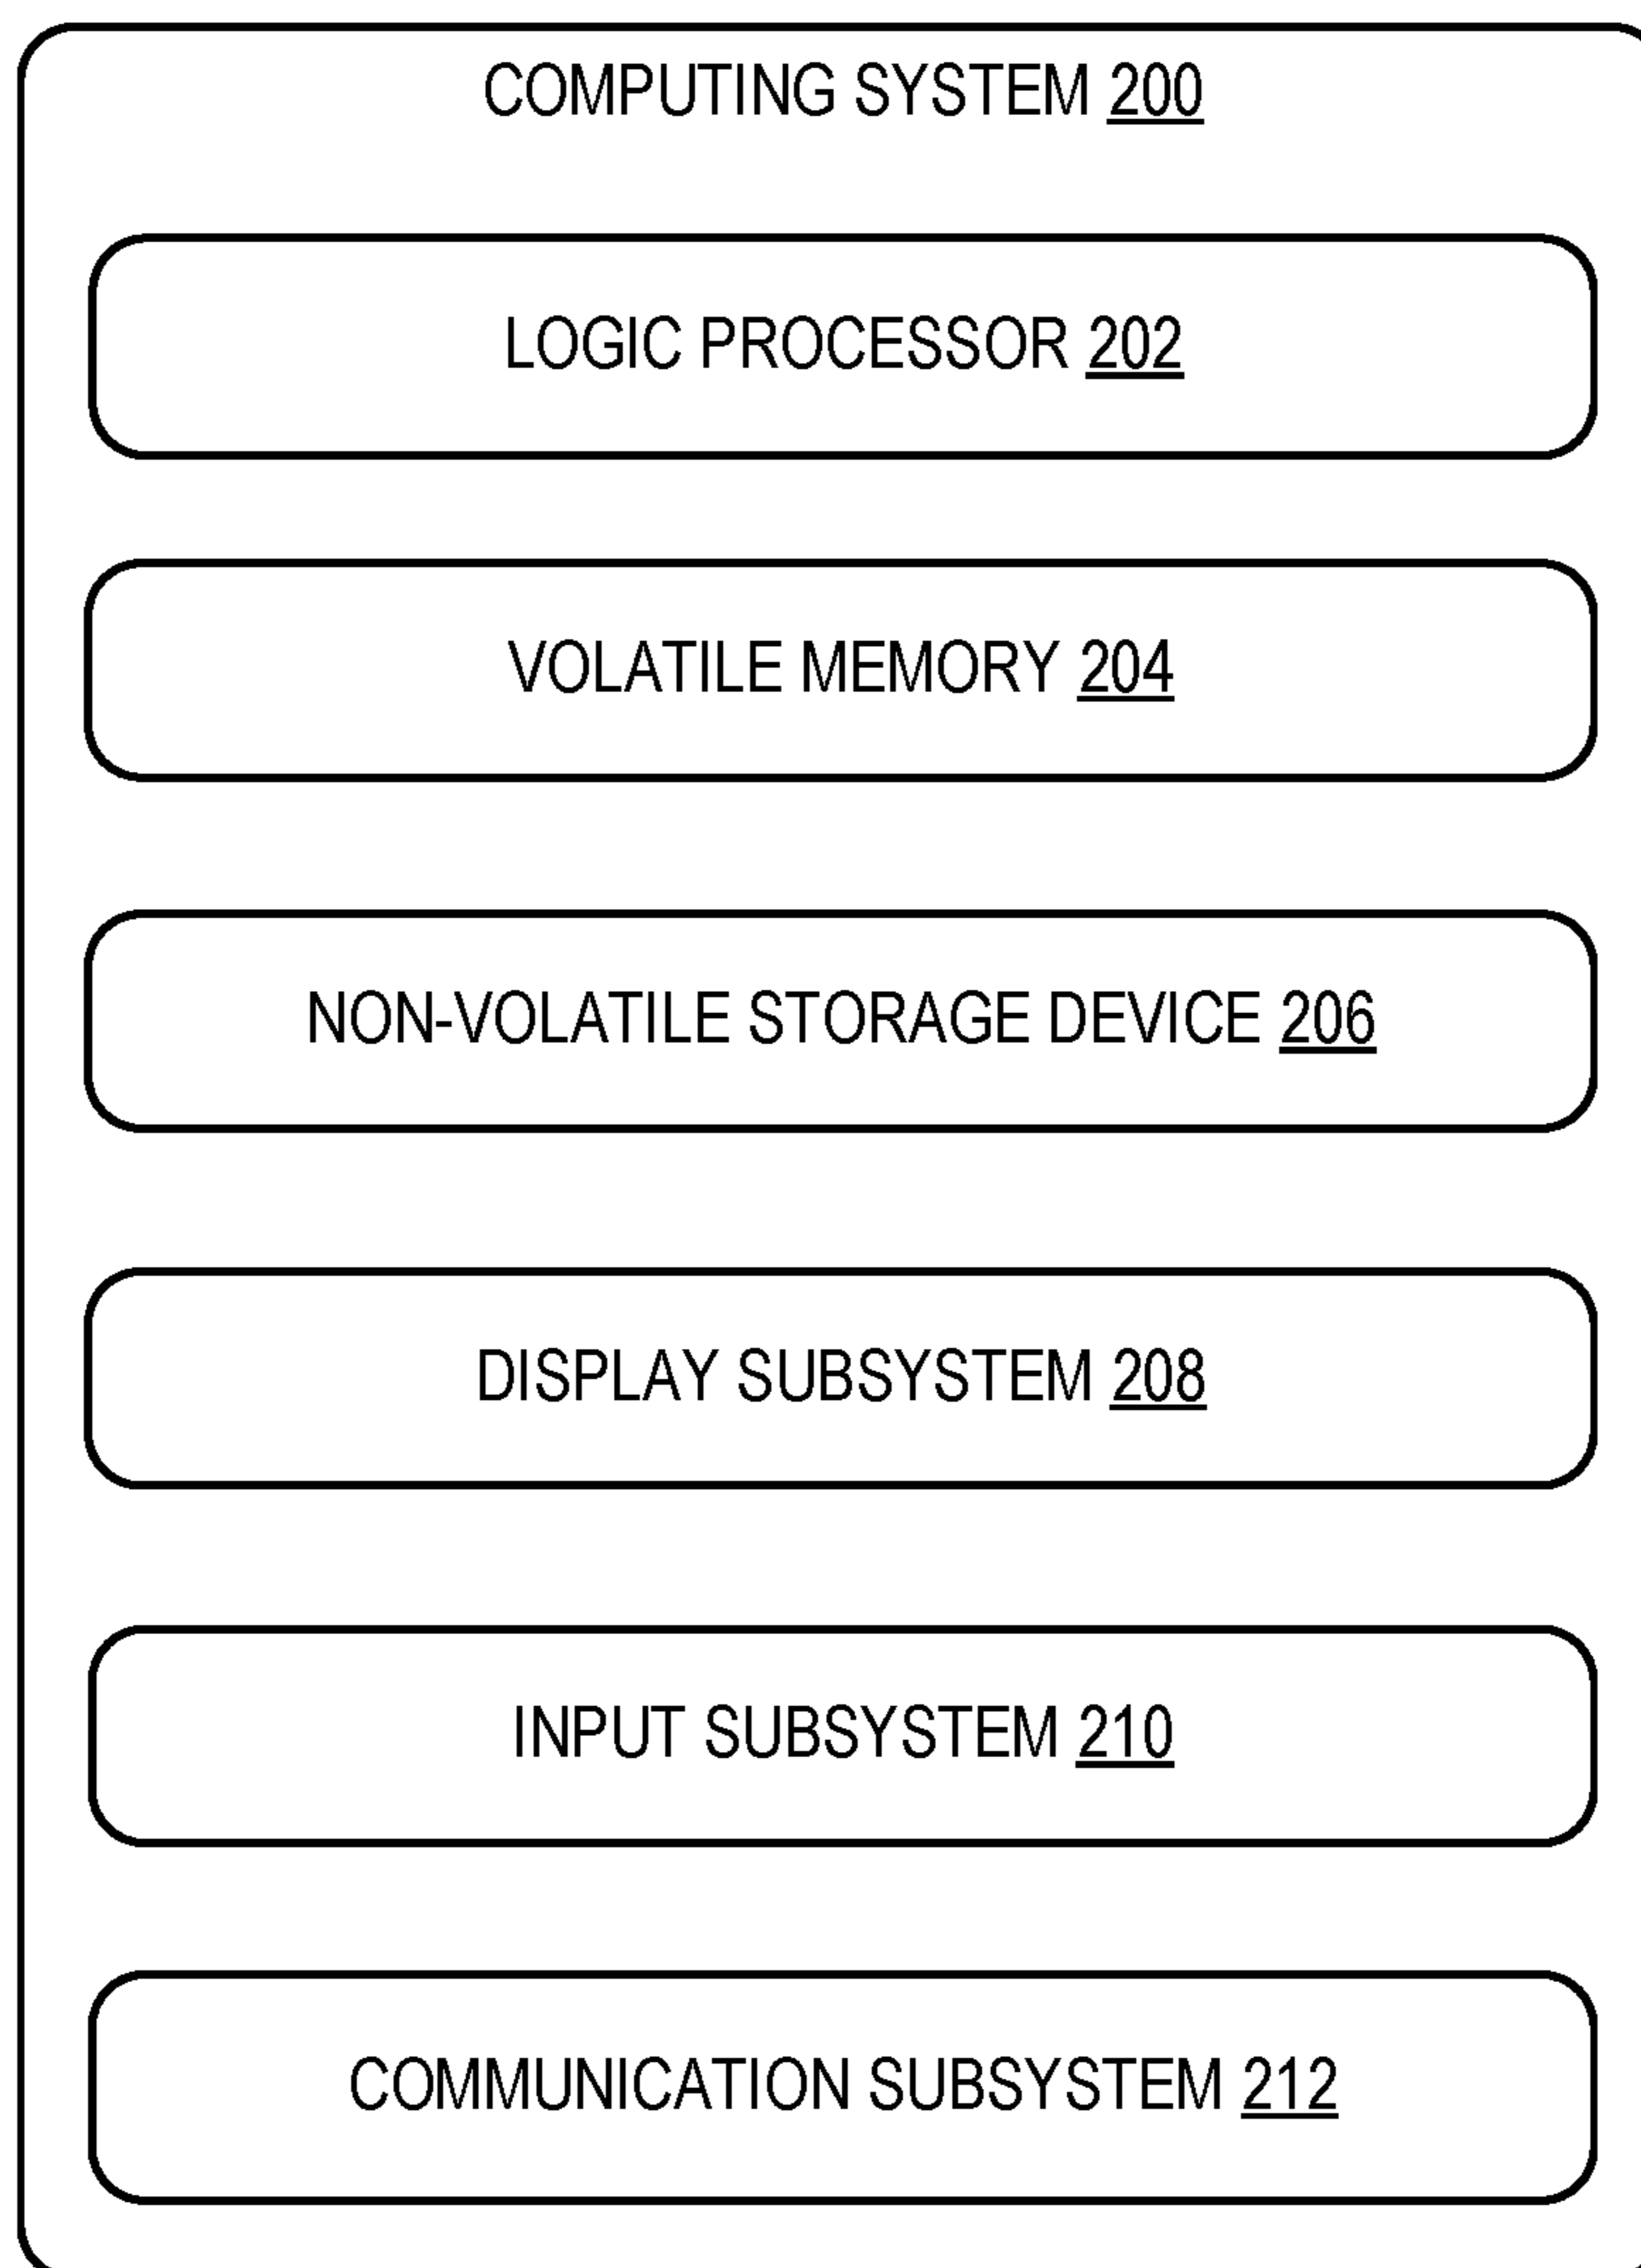 COMPUTING SYSTEM 200
LOGIC PROCESSOR 202
VOLATILE MEMORY 204
NON-VOLATILE STORAGE DEVICE 206
DISPLAY SUBSYSTEM 208
INPUT SUBSYSTEM 210
COMMUNICATION SUBSYSTEM 212